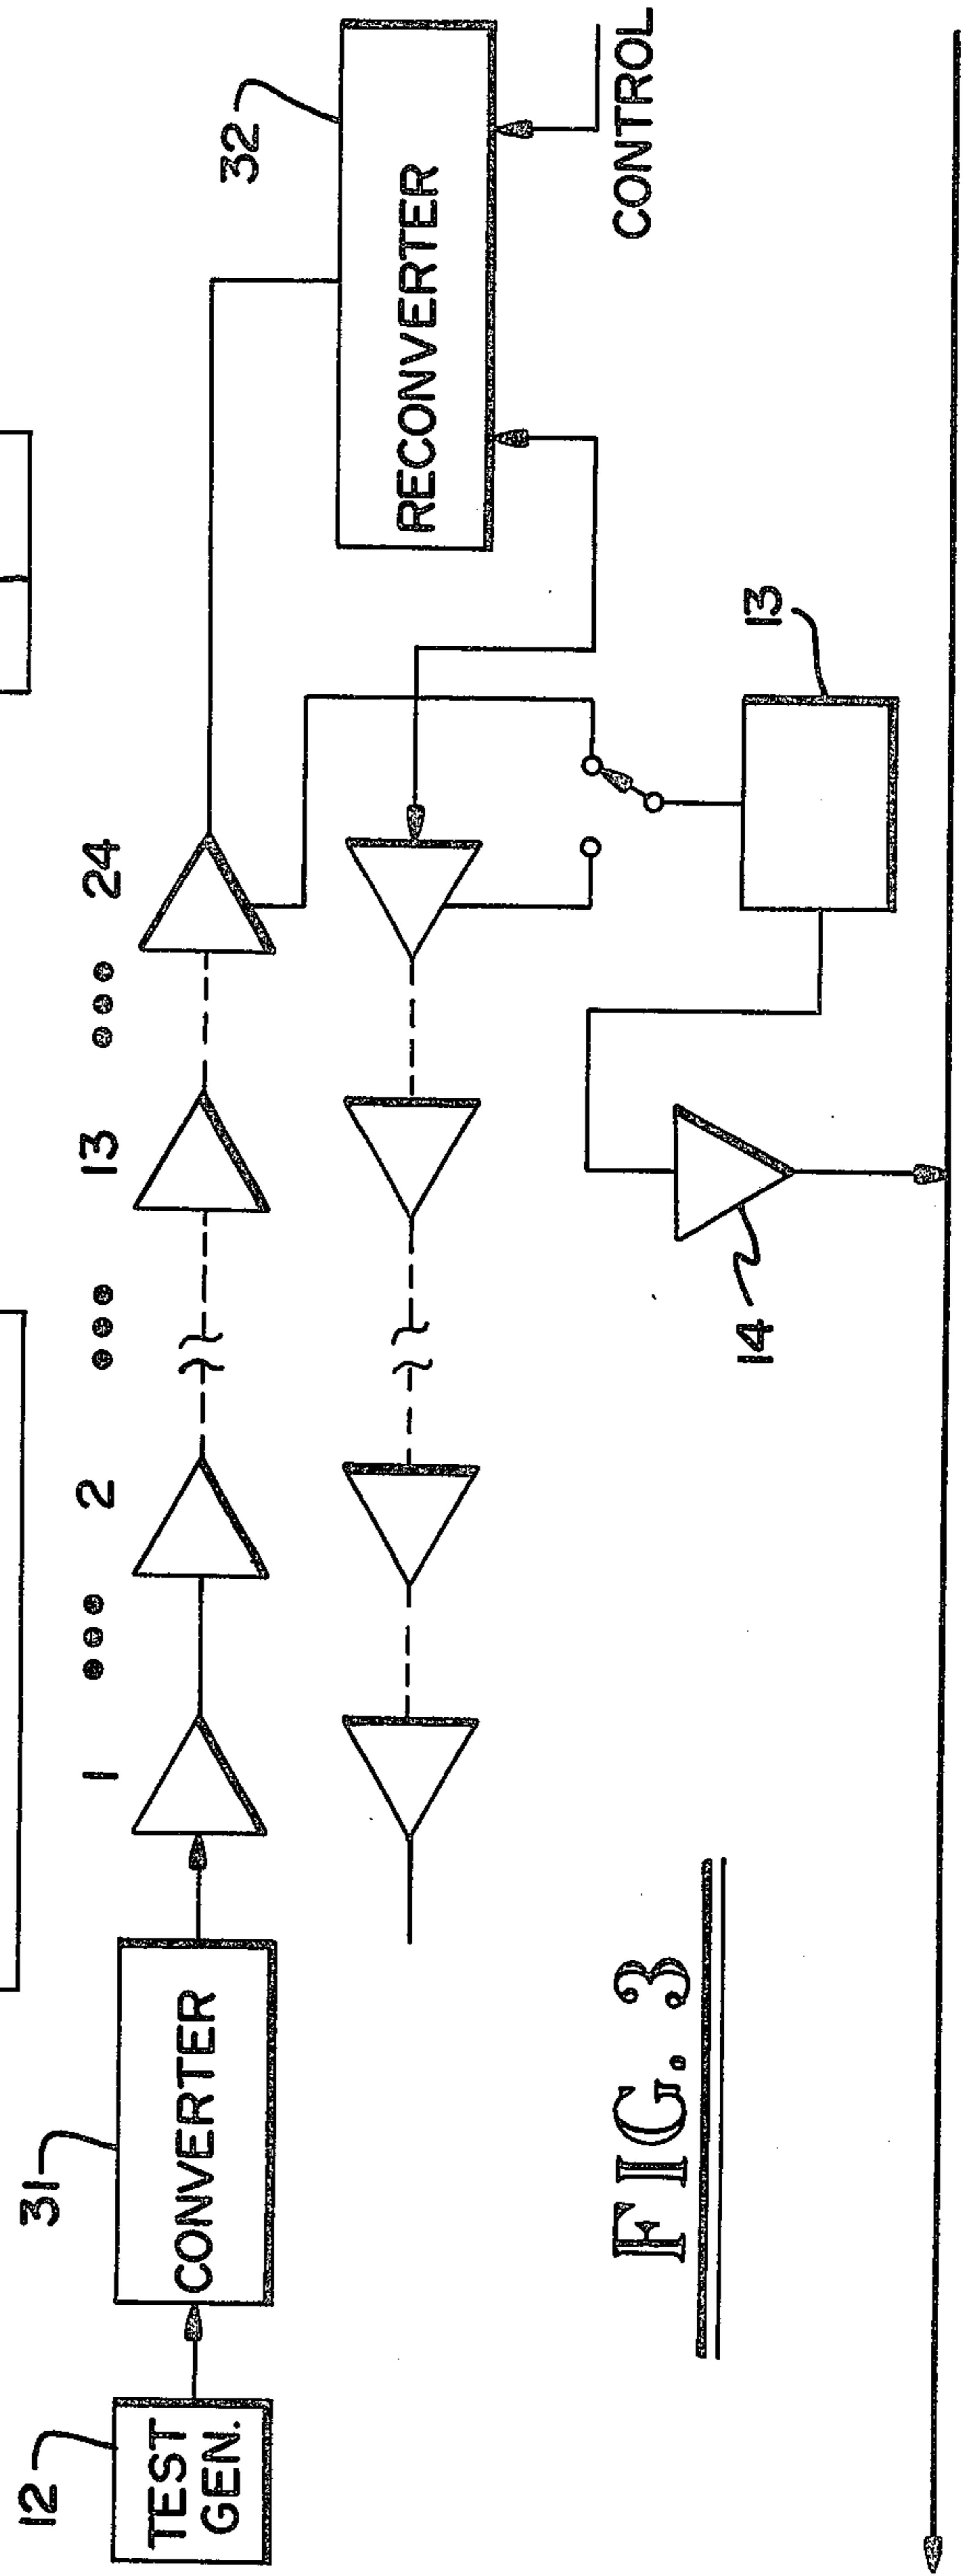 12
TEST
GEN.
31
CONVERTER
1 ... 2 ... 13 ... 24
32
RECONVERTER
CONTROL
13
14
FIG. 3